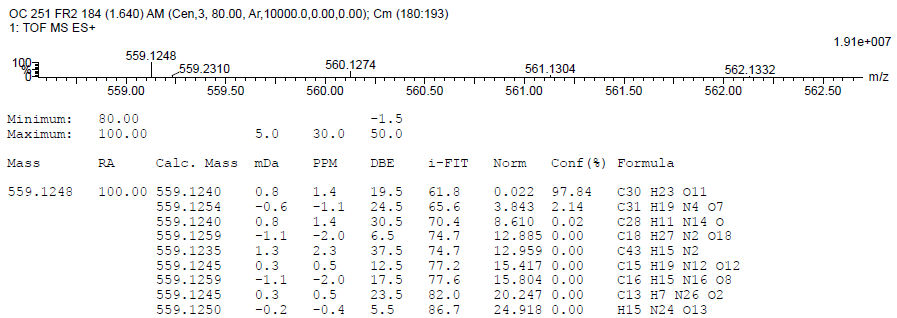 OC 251 FR2 184 (1.640) AM (Cen,3, 80.00, Ar,10000.0,0.00,0.00); Cm (180:193)
1: TOF MS ES+
1.91e+007
100
%
0
559.1248
559.2310
560.1274
561.1304
562.1332
m/z
559.00 559.50 560.00 560.50 561.00 561.50 562.00 562.50
Minimum: 80.00 -1.5
Maximum: 100.00 5.0 30.0 50.0
Mass RA Calc. Mass mDa PPM DBE i-FIT Norm Conf(%) Formula
559.1248 100.00 559.1240 0.8 1.4 19.5 61.8 0.022 97.84 C30 H23 O11
559.1254 -0.6 -1.1 24.5 65.6 3.843 2.14 C31 H19 N4 O7
559.1240 0.8 1.4 30.5 70.4 8.610 0.02 C28 H11 N14 O
559.1259 -1.1 -2.0 6.5 74.7 12.885 0.00 C18 H27 N2 O18
559.1235 1.3 2.3 37.5 74.7 12.959 0.00 C43 H15 N2
559.1245 0.3 0.5 12.5 77.2 15.417 0.00 C15 H19 N12 O12
559.1259 -1.1 -2.0 17.5 77.6 15.804 0.00 C16 H15 N16 O8
559.1245 0.3 0.5 23.5 82.0 20.247 0.00 C13 H7 N26 O2
559.1250 -0.2 -0.4 5.5 86.7 24.918 0.00 H15 N24 O13